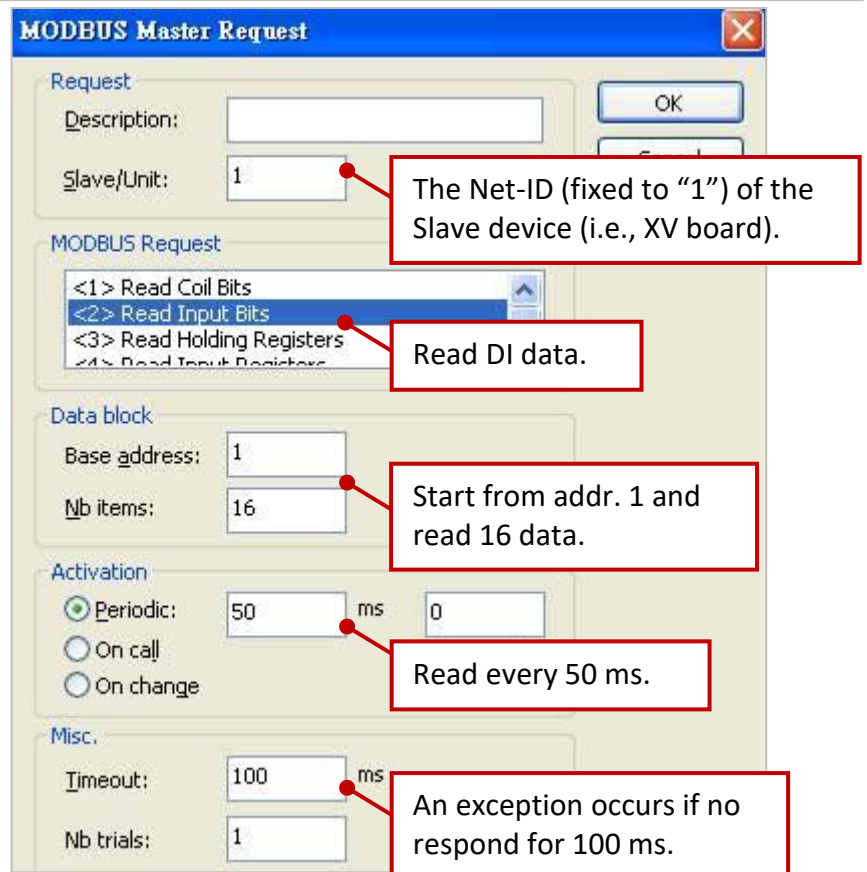 MODBUS Master Request
Request
Description:
OK
Slave/Unit: 1
The Net-ID (fixed to “1”) of the
Slave device (i.e., XV board).
MODBUS Request
<1> Read Coil Bits
<2> Read Input Bits
<3> Read Holding Registers
<4> Read Input Registers
Read DI data.
Data block
Base address: 1
Nb items: 16
Start from addr. 1 and
read 16 data.
Activation
Periodic: 50 ms 0
On call
On change
Read every 50 ms.
Misc.
Timeout: 100 ms
Nb trials: 1
An exception occurs if no
respond for 100 ms.